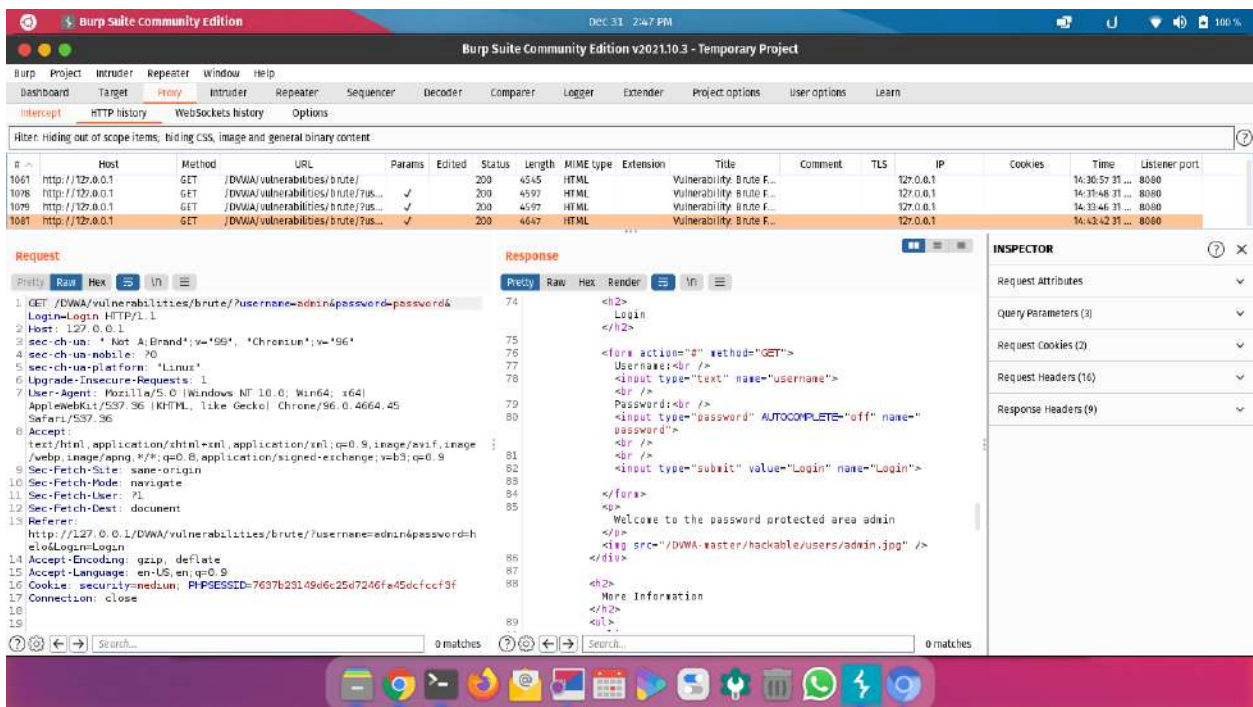 Burp Suite Community Edition
Dec 31 2:47 PM
100 %
Burp Suite Community Edition v2021.10.3 - Temporary Project
Burp Project Intruder Repeater Window Help
Dashboard Target Proxy Intruder Repeater Sequencer Decoder Comparer Logger Extender Project options User options Learn
Intercept HTTP history WebSockets history Options
Filter: Hiding out of scope items; hiding CSS, image and general binary content
# Host Method URL Params Edited Status Length MIME type Extension Title Comment TLS IP Cookies Time Listener port
1061 http://127.0.0.1 GET /DVWA/vulnerabilities/brute/ 200 4545 HTML Vulnerability: Brute F... 127.0.0.1 14:30:57 31 ... 8080
1078 http://127.0.0.1 GET /DVWA/vulnerabilities/brute/?us... ✓ 200 4597 HTML Vulnerability: Brute F... 127.0.0.1 14:31:48 31 ... 8080
1079 http://127.0.0.1 GET /DVWA/vulnerabilities/brute/?us... ✓ 200 4597 HTML Vulnerability: Brute F... 127.0.0.1 14:33:46 31 ... 8080
1081 http://127.0.0.1 GET /DVWA/vulnerabilities/brute/?us... ✓ 200 4647 HTML Vulnerability: Brute F... 127.0.0.1 14:43:42 31 ... 8080
Request
Pretty Raw Hex \n
1 GET /DVWA/vulnerabilities/brute/?username=admin&password=password&
Login=Login HTTP/1.1
2 Host: 127.0.0.1
3 sec-ch-ua: " Not A;Brand";v="99", "Chromium";v="96"
4 sec-ch-ua-mobile: ?0
5 sec-ch-ua-platform: "Linux"
6 Upgrade-Insecure-Requests: 1
7 User-Agent: Mozilla/5.0 (Windows NT 10.0; Win64; x64)
AppleWebKit/537.36 (KHTML, like Gecko) Chrome/96.0.4664.45
Safari/537.36
8 Accept:
text/html,application/xhtml+xml,application/xml;q=0.9,image/avif,image
/webp,image/apng,*/*;q=0.8,application/signed-exchange;v=b3;q=0.9
9 Sec-Fetch-Site: same-origin
10 Sec-Fetch-Mode: navigate
11 Sec-Fetch-User: ?1
12 Sec-Fetch-Dest: document
13 Referer:
http://127.0.0.1/DVWA/vulnerabilities/brute/?username=admin&password=h
elo&Login=Login
14 Accept-Encoding: gzip, deflate
15 Accept-Language: en-US,en;q=0.9
16 Cookie: security=medium; PHPSESSID=7637b23149d6c25d7246fa45dcfccf3f
17 Connection: close
18
19
Search...
0 matches
Response
Pretty Raw Hex Render \n
74 <h2>
Login
</h2>
75
76 <form action="#" method="GET">
77 Username:<br />
78 <input type="text" name="username">
<br />
79 Password:<br />
80 <input type="password" AUTOCOMPLETE="off" name="
password">
<br />
81 <br />
82 <input type="submit" value="Login" name="Login">
83
84 </form>
85 <p>
Welcome to the password protected area admin
</p>
<img src="/DVWA-master/hackable/users/admin.jpg" />
86 </div>
87
88 <h2>
More Information
</h2>
89 <ul>
Search...
0 matches
INSPECTOR
Request Attributes
Query Parameters (3)
Request Cookies (2)
Request Headers (16)
Response Headers (9)